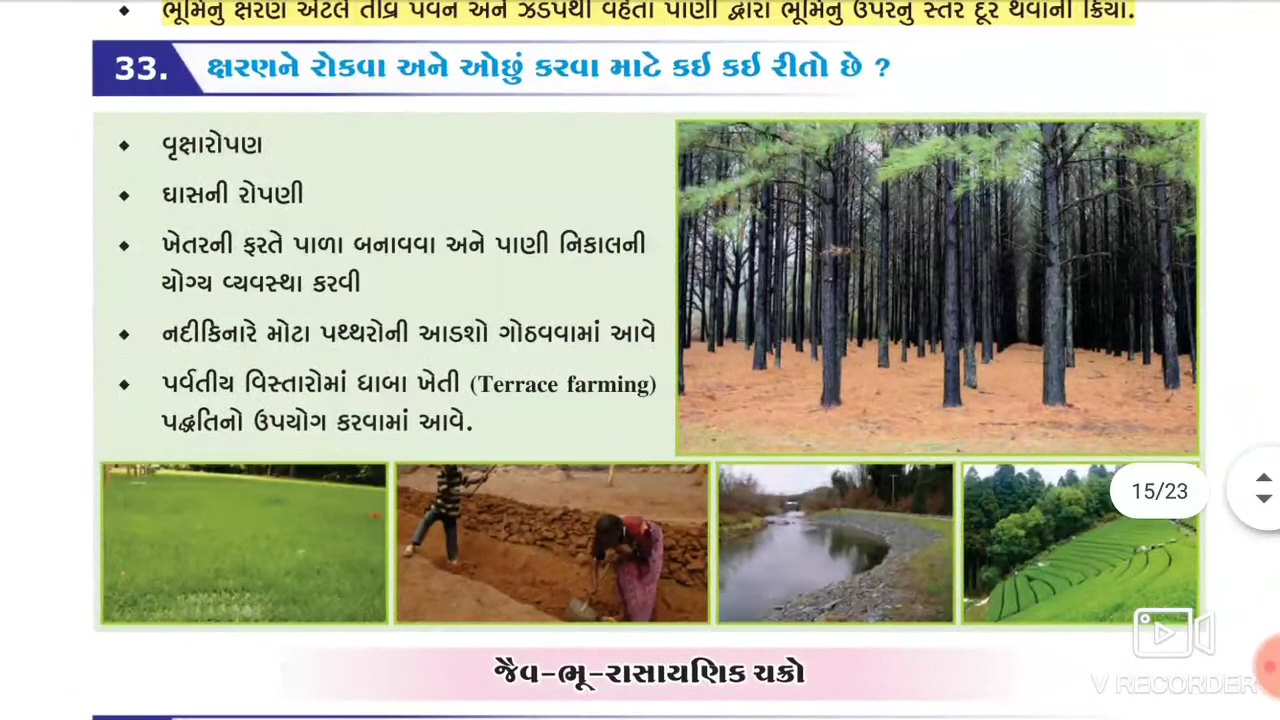 ભૂમિનું ક્ષરણ એટલે તીવ્ર પવન અને ઝડપથી વહેતા પાણી દ્વારા ભૂમિનું ઉપરનું સ્તર દૂર થવાની ક્રિયા.
33. ક્ષરણને રોકવા અને ઓછું કરવા માટે કઈ કઈ રીતો છે ?
વૃક્ષારોપણ
ઘાસની રોપણી
ખેતરની ફરતે પાળા બનાવવા અને પાણી નિકાલની
યોગ્ય વ્યવસ્થા કરવી
નદીકિનારે મોટા પથ્થરોની આડશો ગોઠવવામાં આવે
પર્વતીય વિસ્તારોમાં ધાબા ખેતી (Terrace farming)
પદ્ધતિનો ઉપયોગ કરવામાં આવે.
15/23
V RECORDER
જૈવ-ભૂ-રાસાયણિક ચક્રો